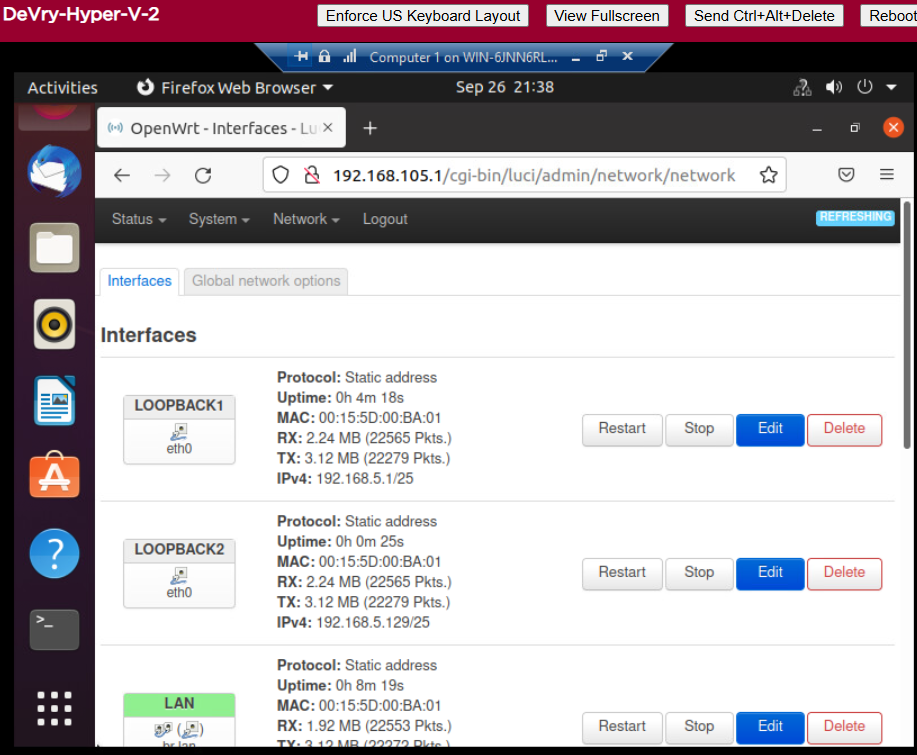 DeVry-Hyper-V-2
Enforce US Keyboard Layout View Fullscreen Send Ctrl+Alt+Delete Reboot
Computer 1 on WIN-6JNN6RL...
Activities Firefox Web Browser Sep 26 21:38
OpenWrt - Interfaces - Lu
192.168.105.1/cgi-bin/luci/admin/network/network
Status System Network Logout REFRESHING
Interfaces Global network options
Interfaces
Protocol: Static address
Uptime: 0h 4m 18s
LOOPBACK1
MAC: 00:15:5D:00:BA:01
Restart Stop Edit Delete
RX: 2.24 MB (22565 Pkts.)
eth0
TX: 3.12 MB (22279 Pkts.)
IPv4: 192.168.5.1/25
Protocol: Static address
Uptime: 0h 0m 25s
LOOPBACK2
MAC: 00:15:5D:00:BA:01
Restart Stop Edit Delete
RX: 2.24 MB (22565 Pkts.)
eth0
TX: 3.12 MB (22279 Pkts.)
IPv4: 192.168.5.129/25
Protocol: Static address
Uptime: 0h 8m 19s
LAN
MAC: 00:15:5D:00:BA:01
RX: 1.92 MB (22553 Pkts.)
Restart Stop Edit Delete
br-lan
TX: 3.12 MB (22272 Pkts.)